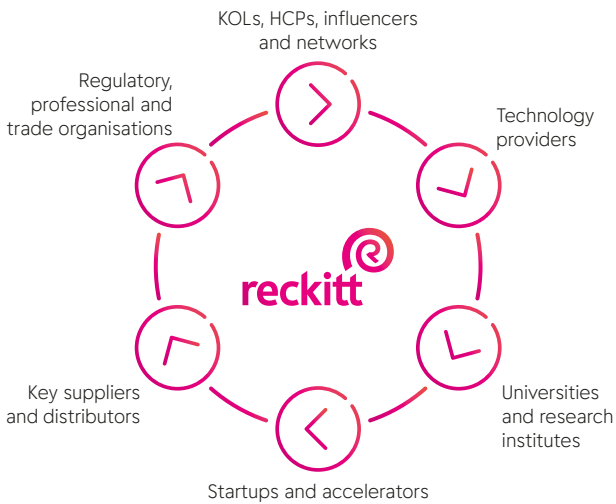 KOLs, HCPs, influencers
and networks
Regulatory,
professional and
trade organisations
Technology
providers
reckitt
Key suppliers
and distributors
Universities
and research
institutes
Startups and accelerators